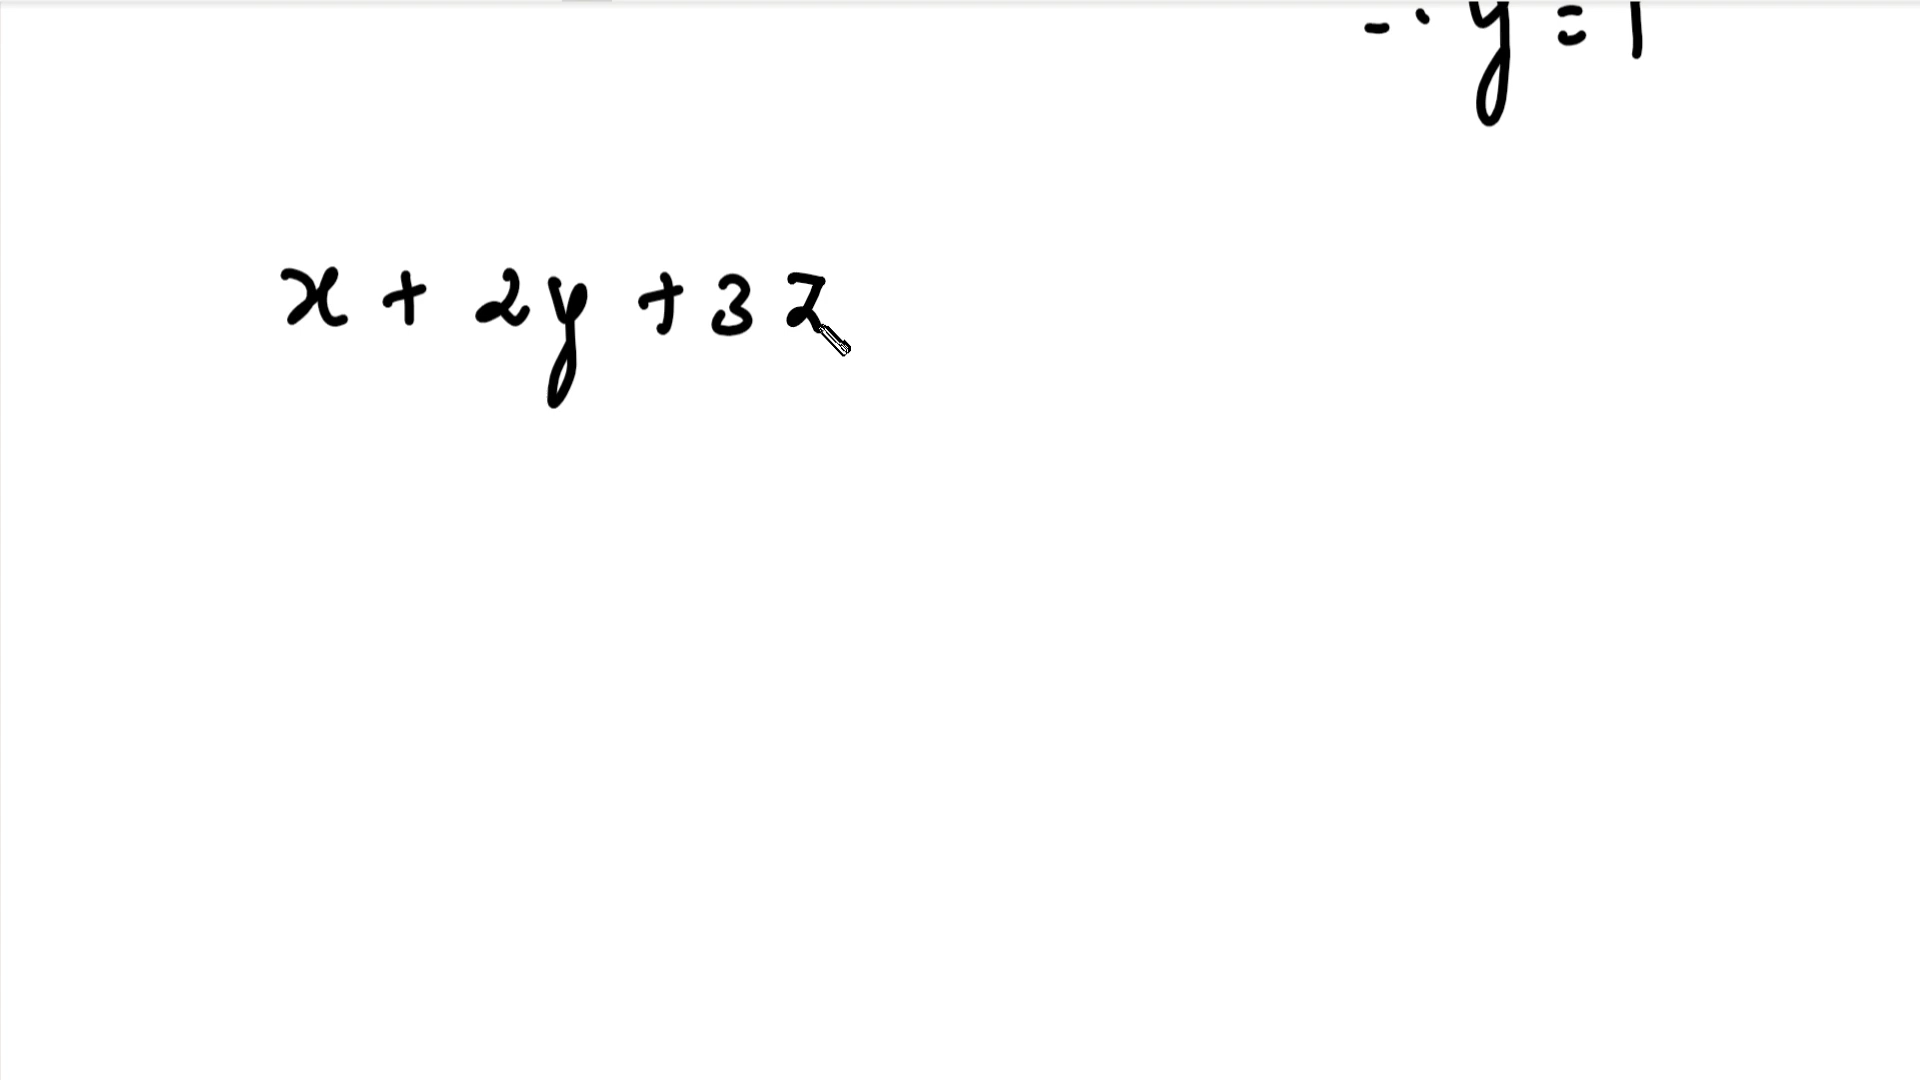 ∴ y = 1
x + 2y + 3z